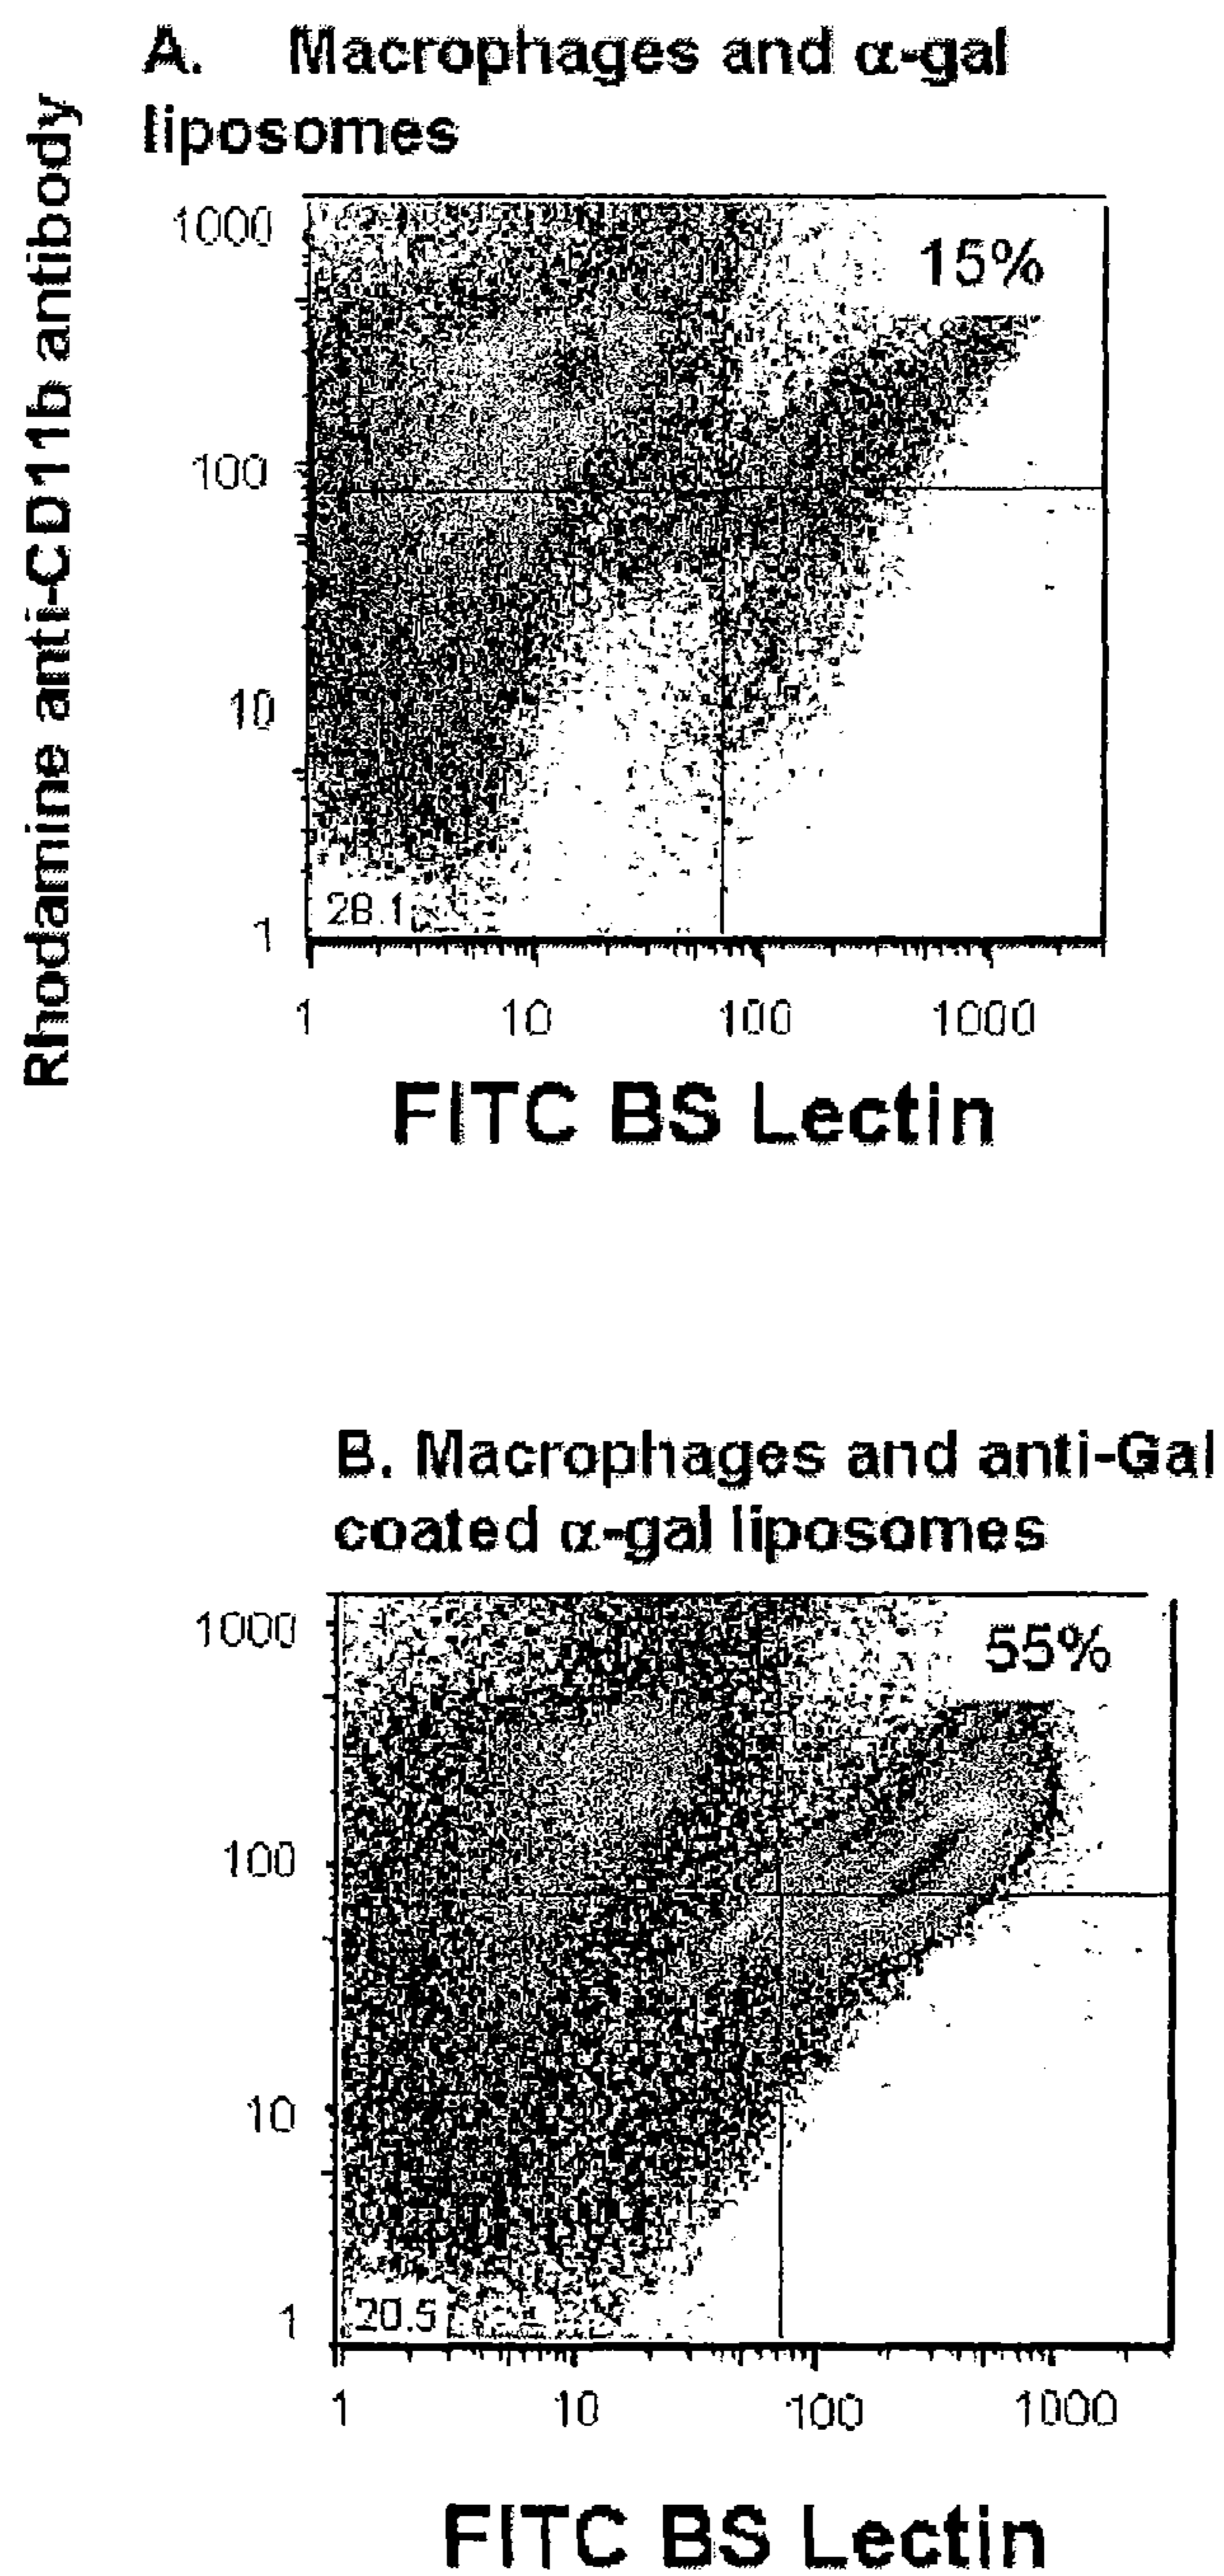 A. Macrophages and α-gal
liposomes
Rhodamine anti-CD11b antibody
1000
15%
100
10
28.1
1
1 10 100 1000
FITC BS Lectin
B. Macrophages and anti-Gal
coated α-gal liposomes
1000
55%
100
10
20.5
1
1 10 100 1000
FITC BS Lectin